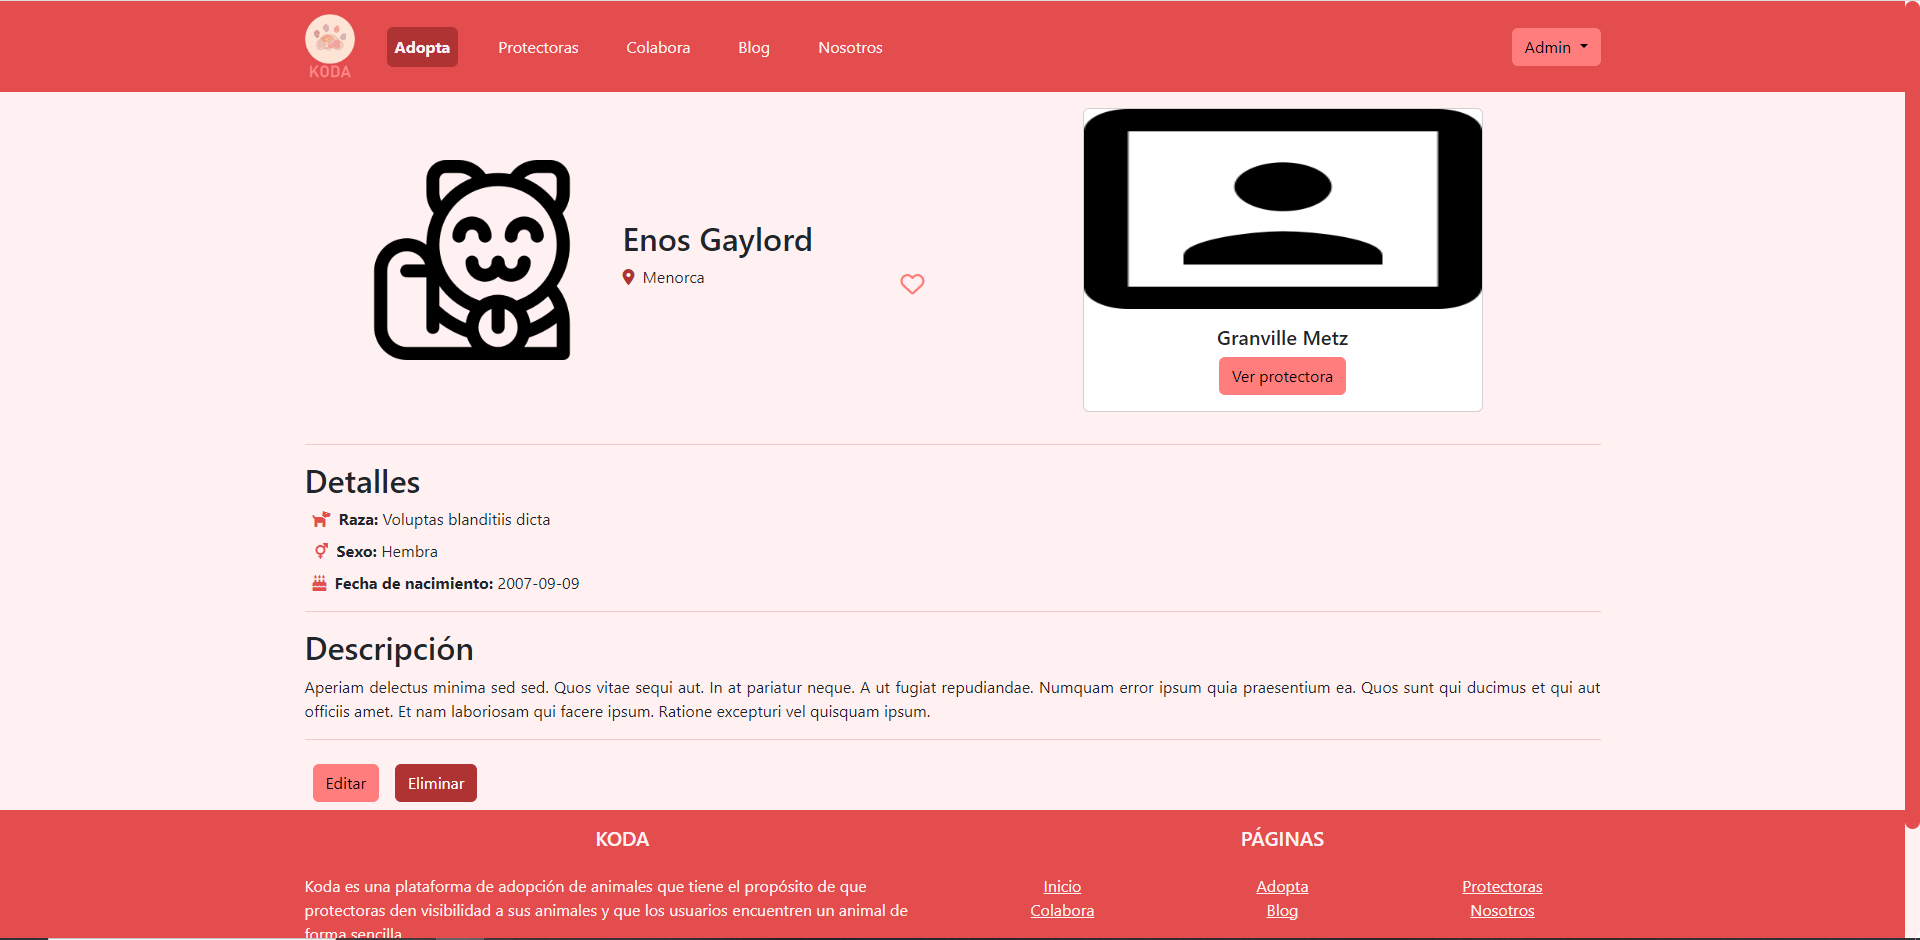 KODA
Adopta
Protectoras
Colabora
Blog
Nosotros
Admin
Enos Gaylord
Menorca
Granville Metz
Ver protectora
Detalles
Raza: Voluptas blanditiis dicta
Sexo: Hembra
Fecha de nacimiento: 2007-09-09
Descripción
Aperiam delectus minima sed sed. Quos vitae sequi aut. In at pariatur neque. A ut fugiat repudiandae. Numquam error ipsum quia praesentium ea. Quos sunt qui ducimus et qui aut
officiis amet. Et nam laboriosam qui facere ipsum. Ratione excepturi vel quisquam ipsum.
Editar
Eliminar
KODA
Koda es una plataforma de adopción de animales que tiene el propósito de que
protectoras den visibilidad a sus animales y que los usuarios encuentren un animal de
forma sencilla
PÁGINAS
Inicio
Adopta
Protectoras
Colabora
Blog
Nosotros